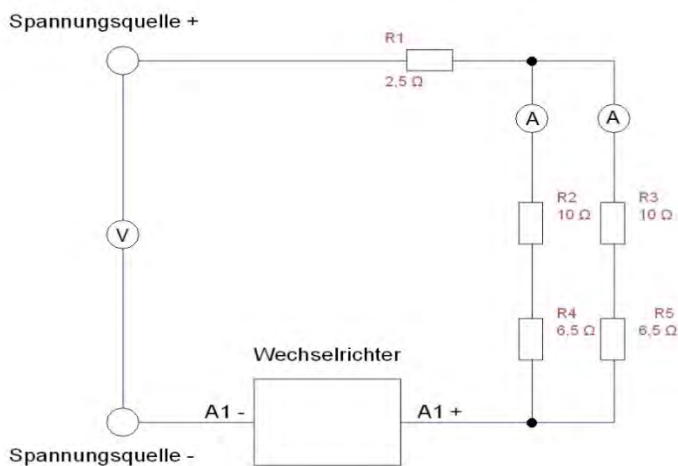 Spannungsquelle +
R1
2,5 Ω
A
A
R2
10 Ω
R3
10 Ω
V
R4
6,5 Ω
R5
6,5 Ω
Wechselrichter
A1 -
A1 +
Spannungsquelle -